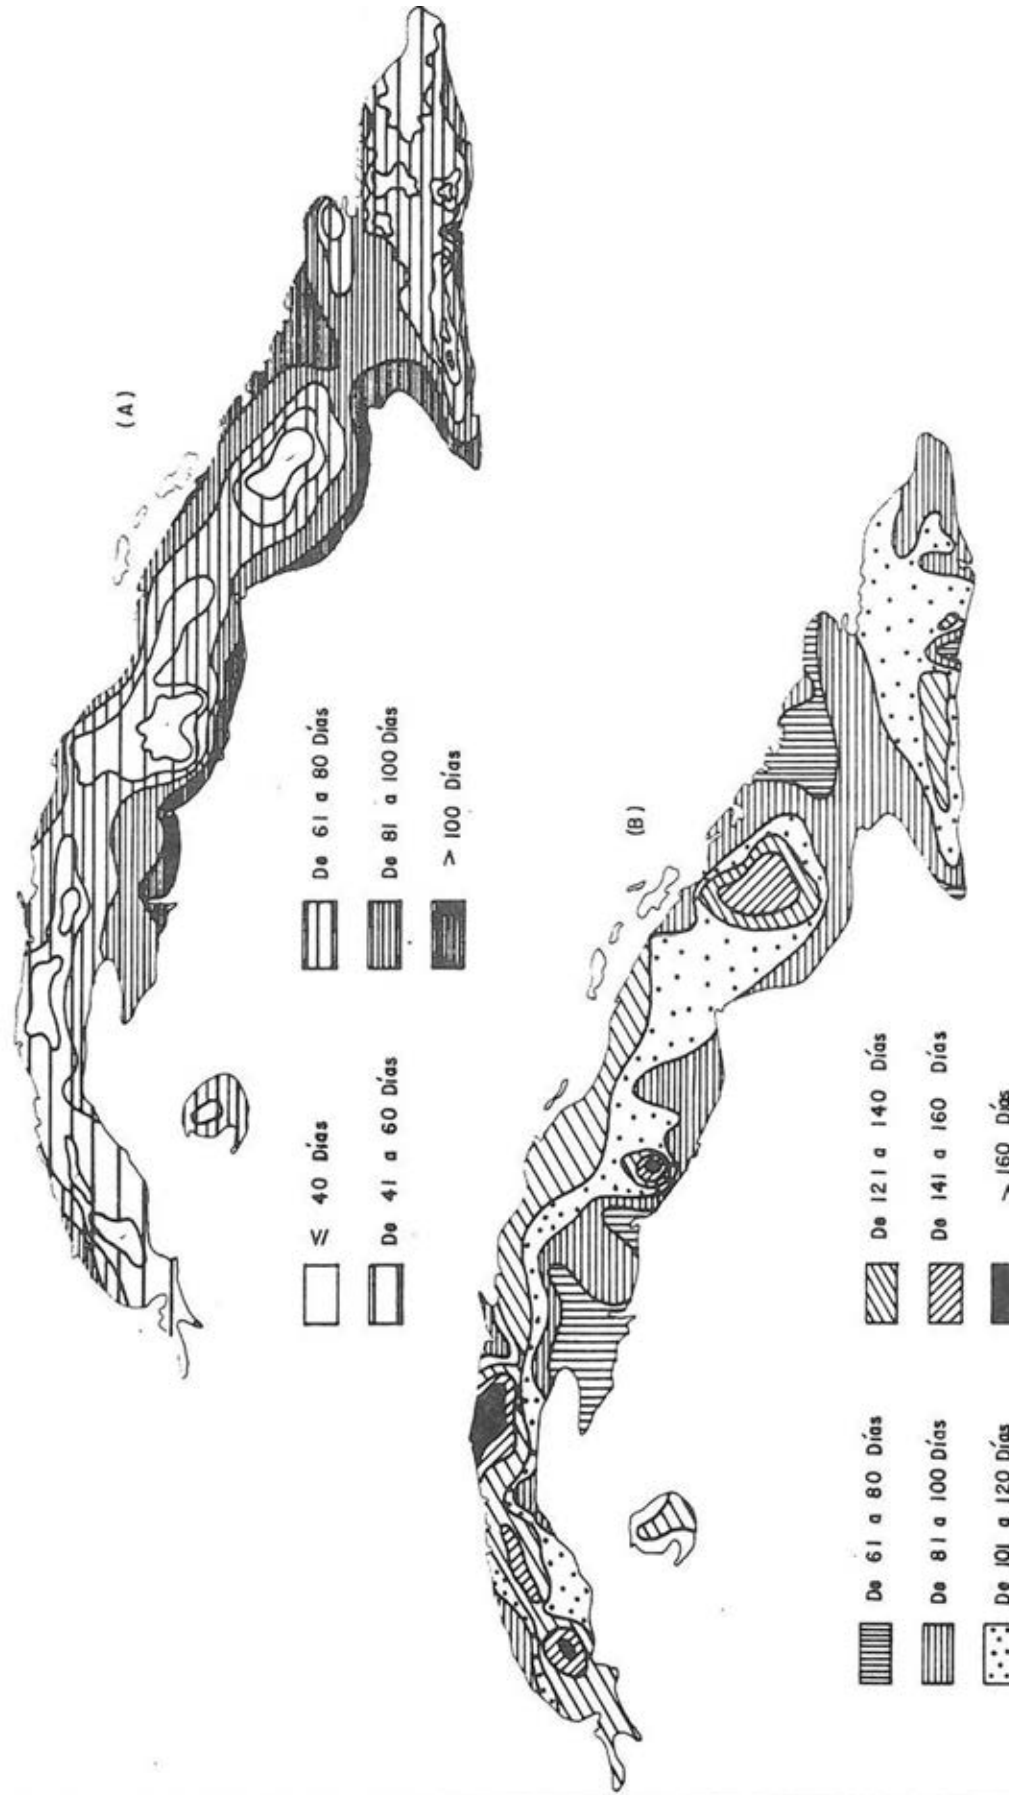 (A)
≤ 40 Días
De 41 a 60 Días
De 61 a 80 Días
De 81 a 100 Días
> 100 Días
(B)
De 61 a 80 Días
De 81 a 100 Días
De 101 a 120 Días
De 121 a 140 Días
De 141 a 160 Días
> 160 Días